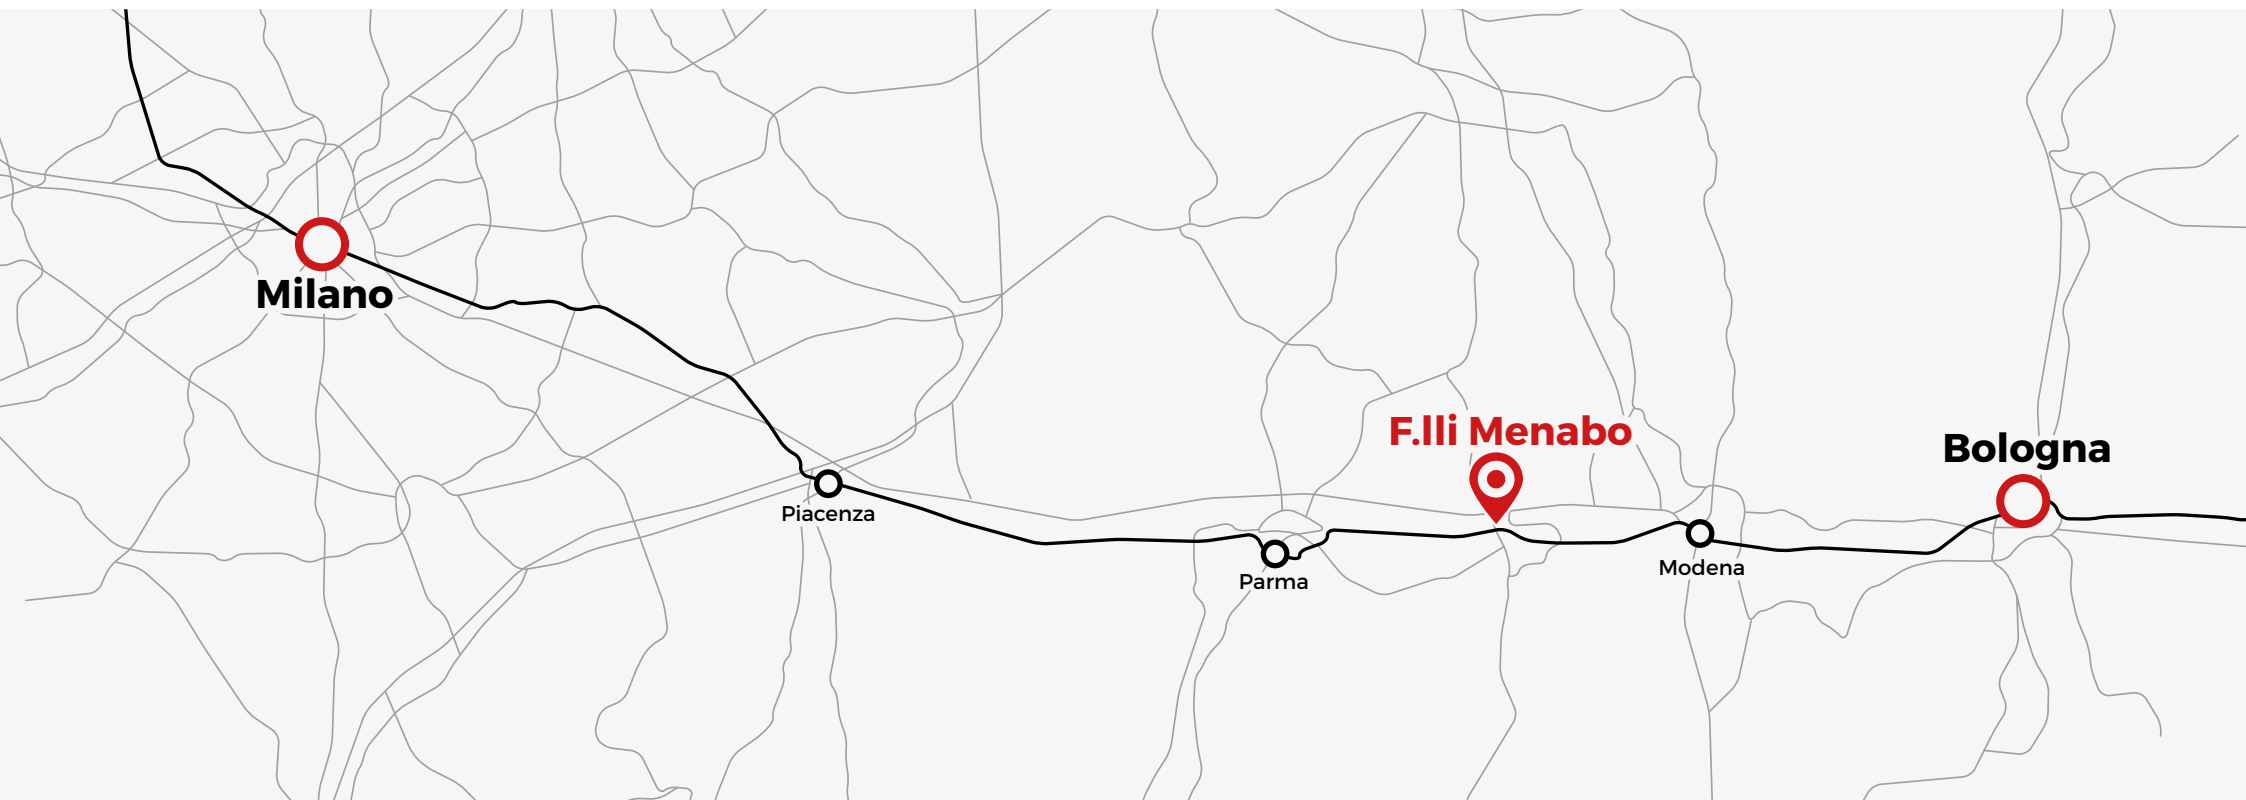 Milano
Piacenza
Parma
F.lli Menabo
Modena
Bologna